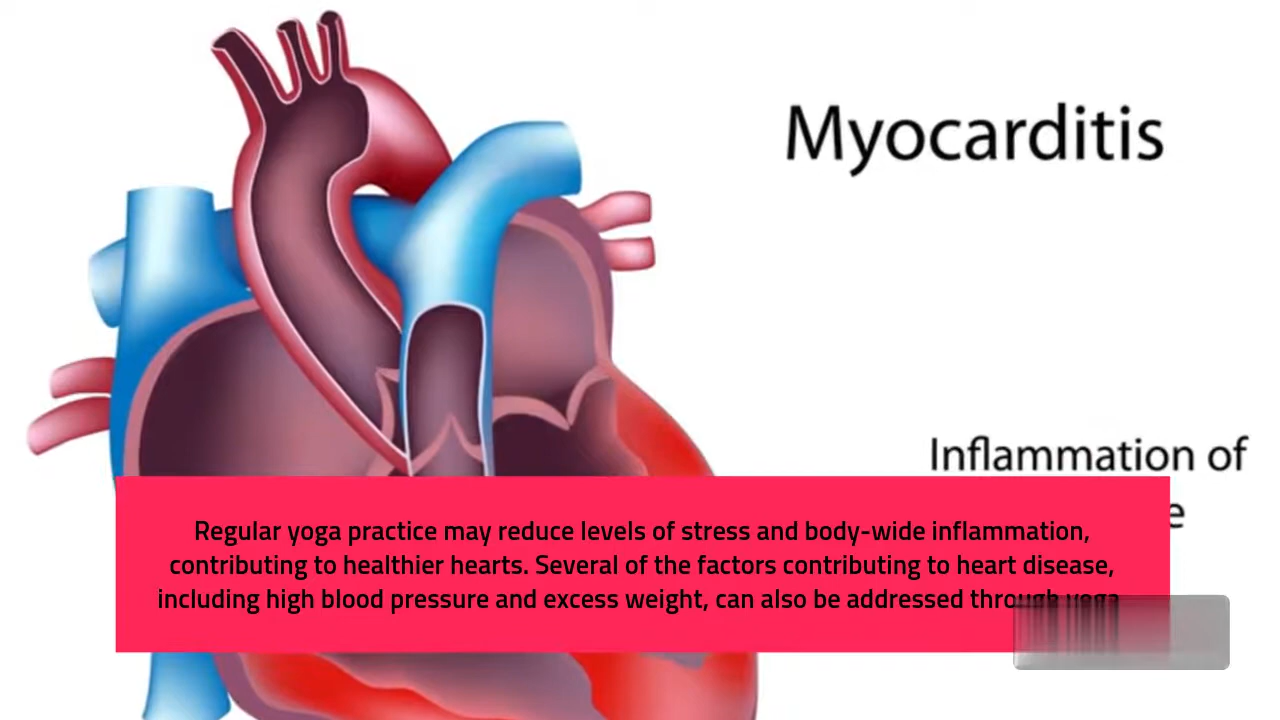 Myocarditis
Inflammation of
Regular yoga practice may reduce levels of stress and body-wide inflammation,
contributing to healthier hearts. Several of the factors contributing to heart disease,
including high blood pressure and excess weight, can also be addressed through yoga